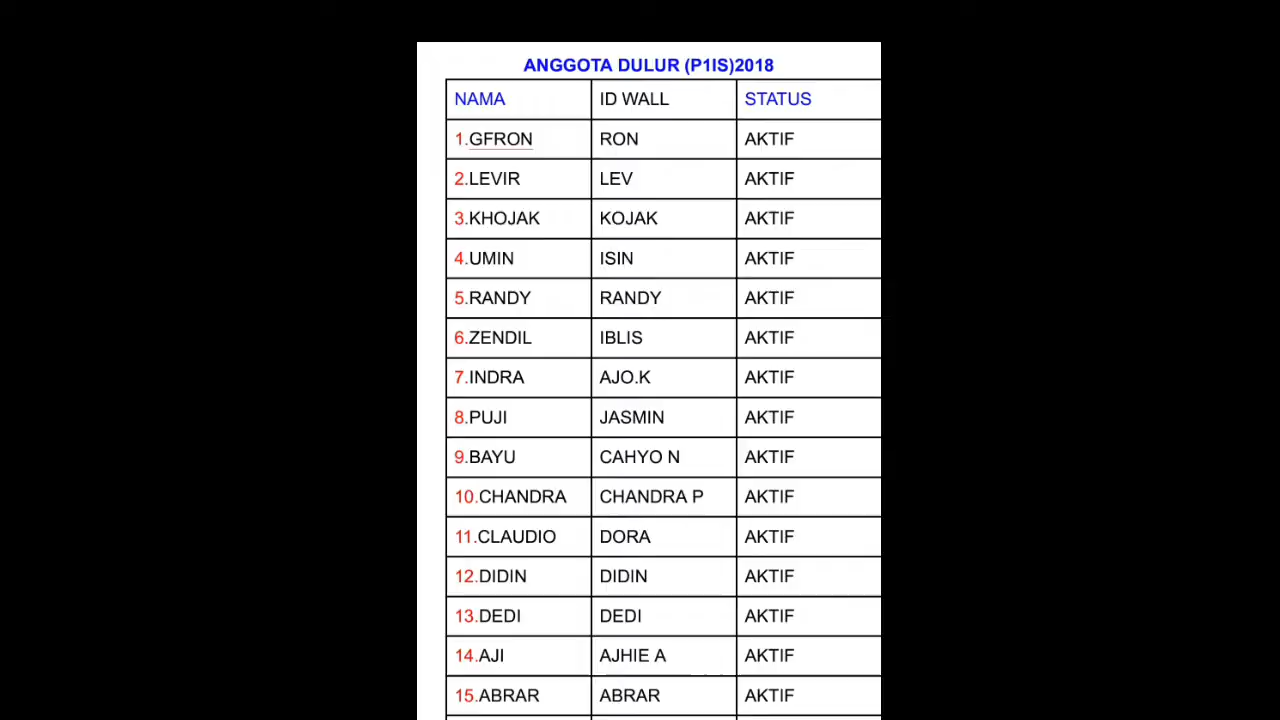 ANGGOTA DULUR (P1IS)2018
NAMA ID WALL STATUS
1.GFRON RON AKTIF
2.LEVIR LEV AKTIF
3.KHOJAK KOJAK AKTIF
4.UMIN ISIN AKTIF
5.RANDY RANDY AKTIF
6.ZENDIL IBLIS AKTIF
7.INDRA AJO.K AKTIF
8.PUJI JASMIN AKTIF
9.BAYU CAHYO N AKTIF
10.CHANDRA CHANDRA P AKTIF
11.CLAUDIO DORA AKTIF
12.DIDIN DIDIN AKTIF
13.DEDI DEDI AKTIF
14.AJI AJHIE A AKTIF
15.ABRAR ABRAR AKTIF